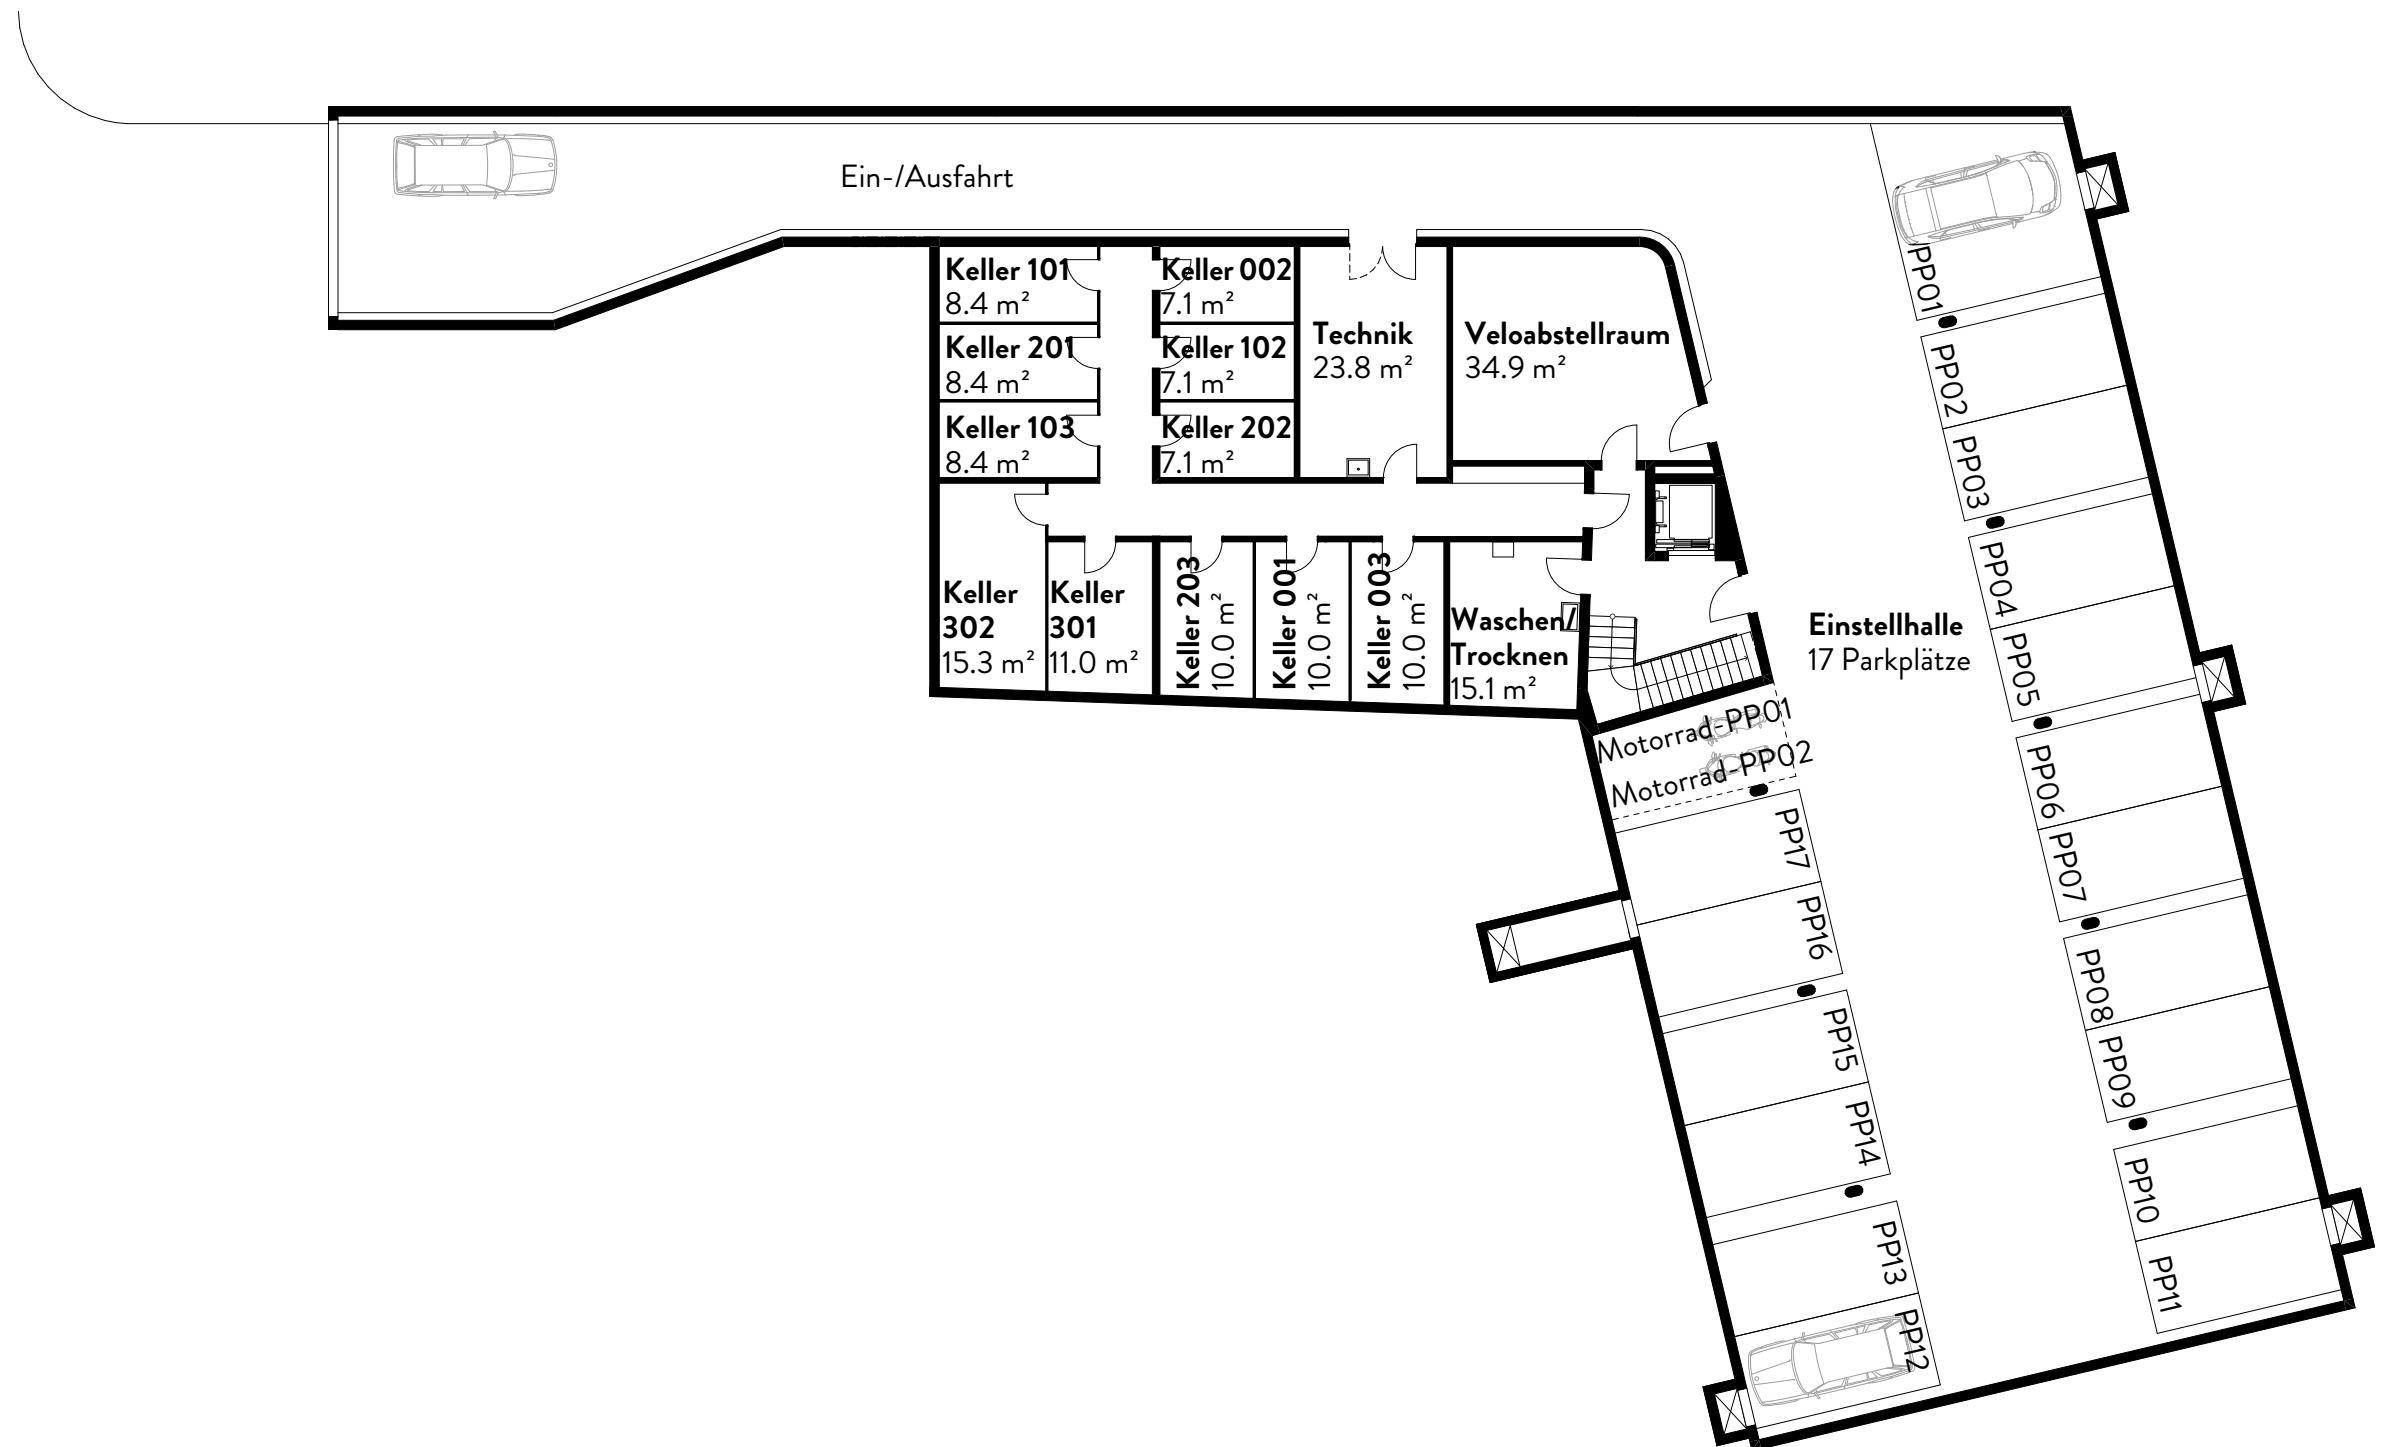 Ein-/Ausfahrt
Keller 101
8.4 m²
Keller 002
7.1 m²
Keller 201
8.4 m²
Keller 102
7.1 m²
Keller 103
8.4 m²
Keller 202
7.1 m²
Technik
23.8 m²
Veloabstellraum
34.9 m²
Keller
302
15.3 m²
Keller
301
11.0 m²
Keller 203
10.0 m²
Keller 001
10.0 m²
Keller 003
10.0 m²
Waschen/
Trocknen
15.1 m²
Einstellhalle
17 Parkplätze
Motorrad-PP01
Motorrad-PP02
PP01
PP02
PP03
PP04
PP05
PP06
PP07
PP08
PP09
PP10
PP11
PP17
PP16
PP15
PP14
PP13
PP12